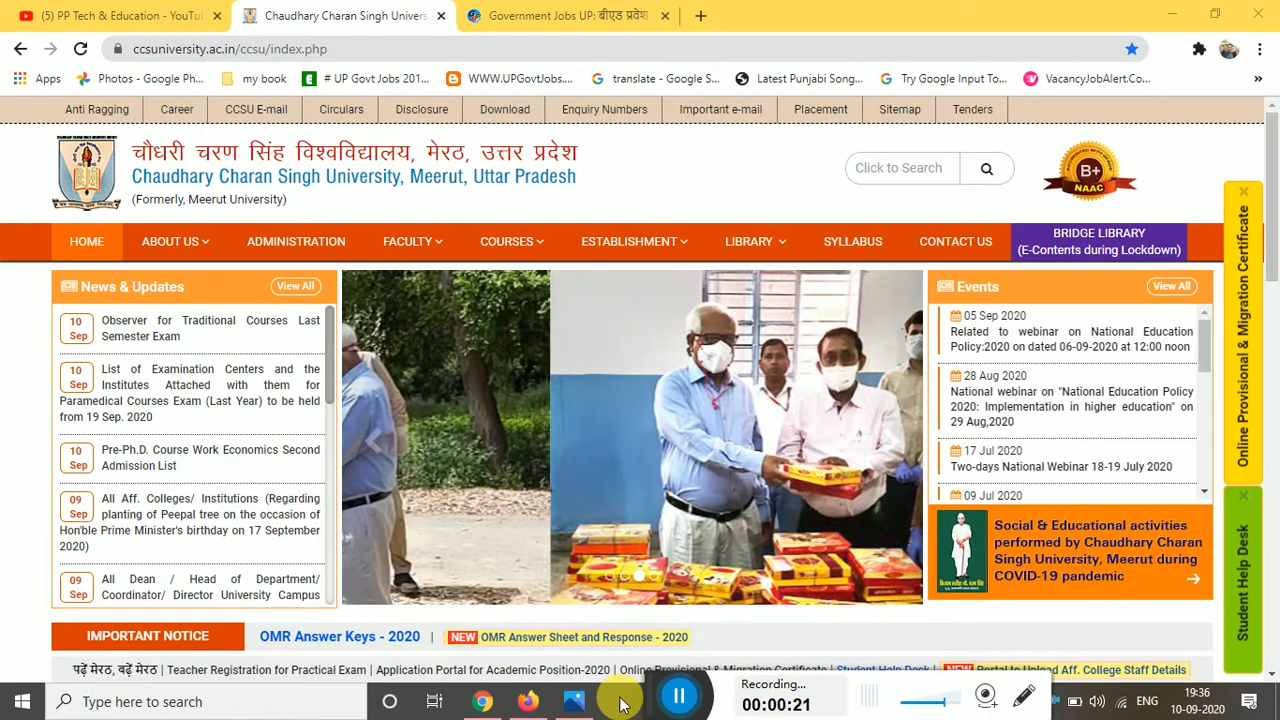 (5) PP Tech & Education - YouTu
Chaudhary Charan Singh Univers
Government Jobs UP: बीएड प्रवेश
ccsuniversity.ac.in/ccsu/index.php
Apps
Photos - Google Ph...
my book
# UP Govt Jobs 201...
WWW.UPGovtJobs....
translate - Google S...
Latest Punjabi Song...
Try Google Input To...
VacancyJobAlert.Co...
»
Anti Ragging
Career
CCSU E-mail
Circulars
Disclosure
Download
Enquiry Numbers
Important e-mail
Placement
Sitemap
Tenders
चौधरी चरण सिंह विश्वविद्यालय, मेरठ, उत्तर प्रदेश
Chaudhary Charan Singh University, Meerut, Uttar Pradesh
(Formerly, Meerut University)
Click to Search
B+
NAAC
HOME
ABOUT US
ADMINISTRATION
FACULTY
COURSES
ESTABLISHMENT
LIBRARY
SYLLABUS
CONTACT US
BRIDGE LIBRARY
(E-Contents during Lockdown)
News & Updates
View All
10 Sep
Observer for Traditional Courses Last
Semester Exam
10 Sep
List of Examination Centers and the
Institutes Attached with them for
Paramedical Courses Exam (Last Year) to be held
from 19 Sep. 2020
10 Sep
Pre-Ph.D. Course Work Economics Second
Admission List
09 Sep
All Aff. Colleges/ Institutions (Regarding
planting of Peepal tree on the occasion of
Hon'ble Prime Minister's birthday on 17 September
2020)
09 Sep
All Dean / Head of Department/
Coordinator/ Director University Campus
Events
View All
05 Sep 2020
Related to webinar on National Education
Policy:2020 on dated 06-09-2020 at 12:00 noon
28 Aug 2020
National webinar on "National Education Policy
2020: Implementation in higher education" on
29 Aug,2020
17 Jul 2020
Two-days National Webinar 18-19 July 2020
09 Jul 2020
Social & Educational activities
performed by Chaudhary Charan
Singh University, Meerut during
COVID-19 pandemic
Online Provisional & Migration Certificate
Student Help Desk
IMPORTANT NOTICE
OMR Answer Keys - 2020 |
NEW OMR Answer Sheet and Response - 2020
पढ़ें मेरठ, बढ़ें मेरठ | Teacher Registration for Practical Exam | Application Portal for Academic Position-2020 | Online Provisional & Migration Certificate | Student Help Desk | NEW Portal to Upload Aff. College Staff Details
Type here to search
Recording...
00:00:21
ENG
19:36
10-09-2020